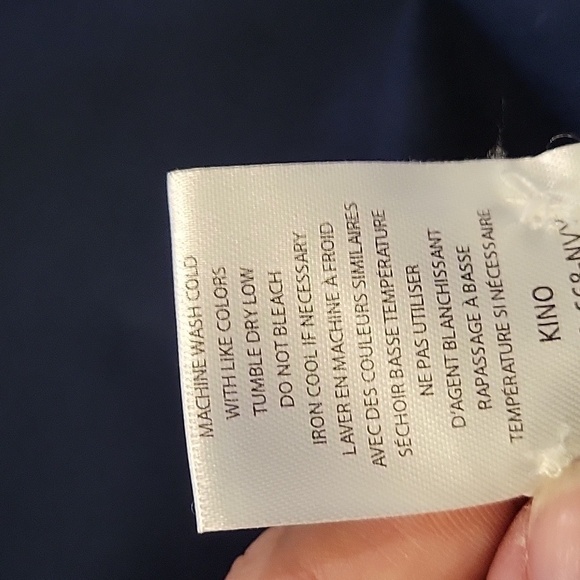 MACHINE WASH COLD
WITH LIKE COLORS
TUMBLE DRY LOW
DO NOT BLEACH
IRON COOL IF NECESSARY
LAVER EN MACHINE À FROID
AVEC DES COULEURS SIMILAIRES
SÉCHOIR BASSE TEMPÉRATURE
NE PAS UTILISER
D'AGENT BLANCHISSANT
RAPASSAGE À BASSE
TEMPÉRATURE SI NÉCESSAIRE
KINO